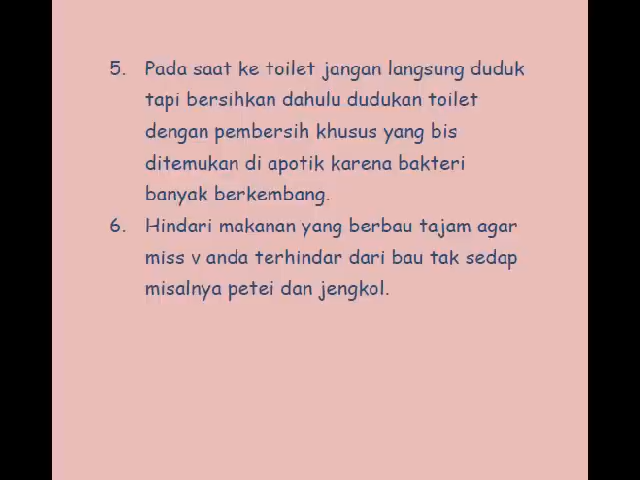 5. Pada saat ke toilet jangan langsung duduk
tapi bersihkan dahulu dudukan toilet
dengan pembersih khusus yang bis
ditemukan di apotik karena bakteri
banyak berkembang.
6. Hindari makanan yang berbau tajam agar
miss v anda terhindar dari bau tak sedap
misalnya petei dan jengkol.